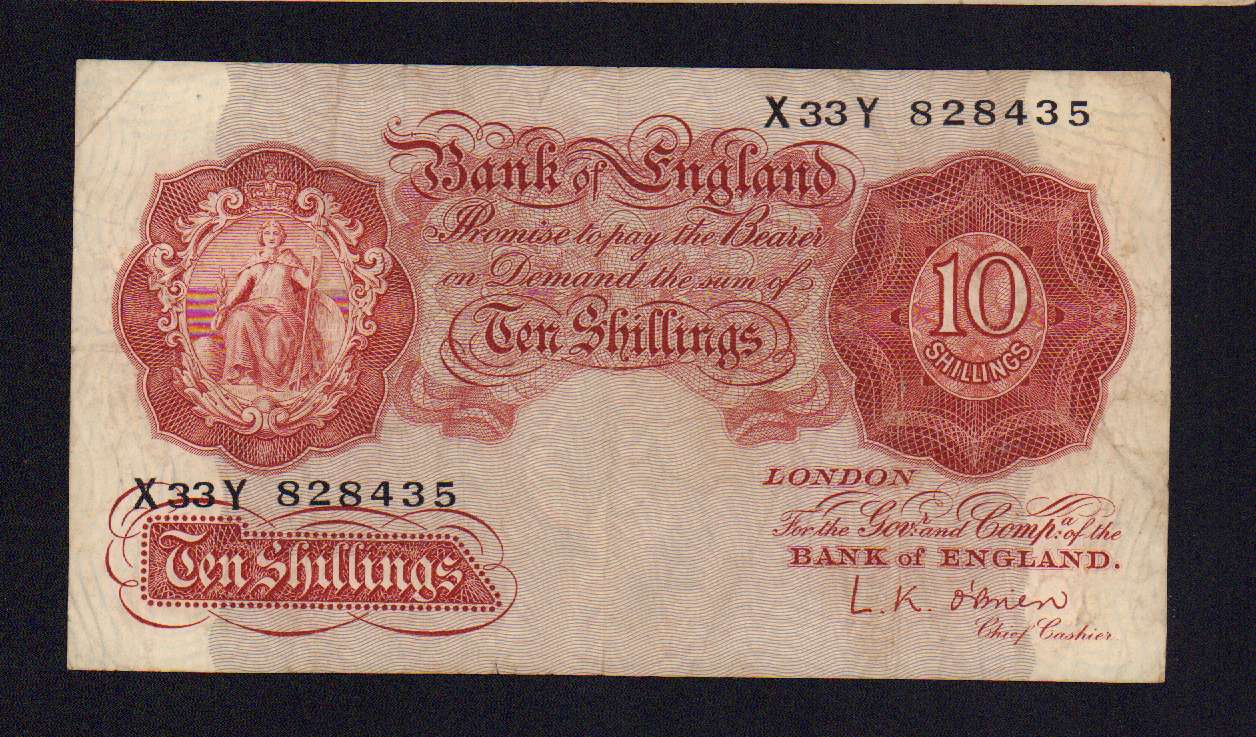 X33Y 828435
Bank of England
Promise to pay the Bearer
on Demand the sum of
Ten Shillings
10
SHILLINGS
X33Y 828435
Ten Shillings
LONDON
For the Govr. and Compa. of the
BANK of ENGLAND.
L.K. O'Brien
Chief Cashier